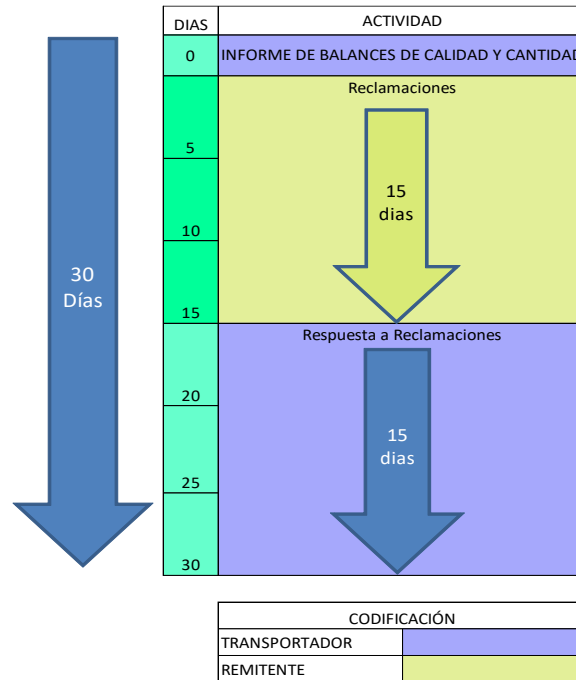 DIAS ACTIVIDAD
0 INFORME DE BALANCES DE CALIDAD Y CANTIDAD
Reclamaciones
5
15
dias
10
30
Días
15
Respuesta a Reclamaciones
20
15
dias
25
30
CODIFICACIÓN
TRANSPORTADOR
REMITENTE